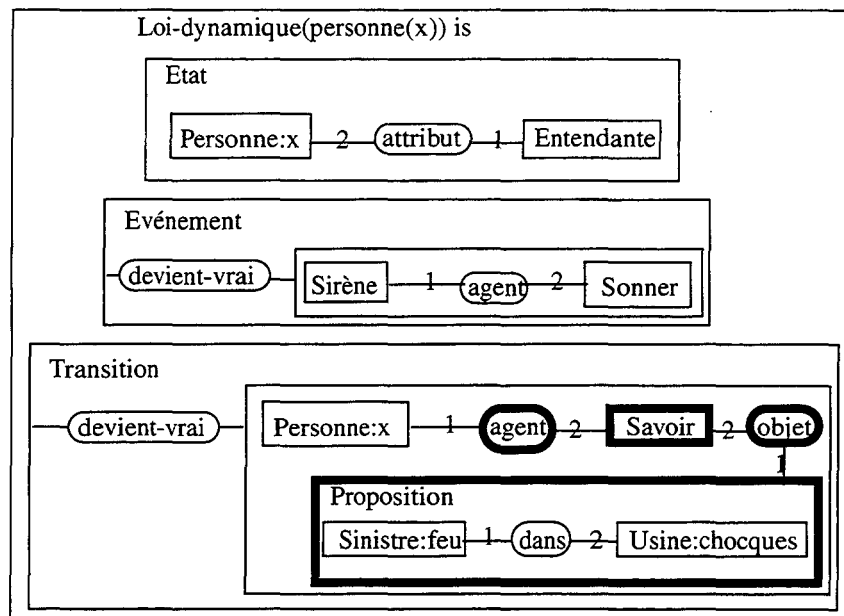 Loi-dynamique(personne(x)) is
Etat
Personne:x 2 attribut 1 Entendante
Evénement
devient-vrai Sirène 1 agent 2 Sonner
Transition
devient-vrai Personne:x 1 agent 2 Savoir 2 objet
1
Proposition
Sinistre:feu 1 dans 2 Usine:chocques